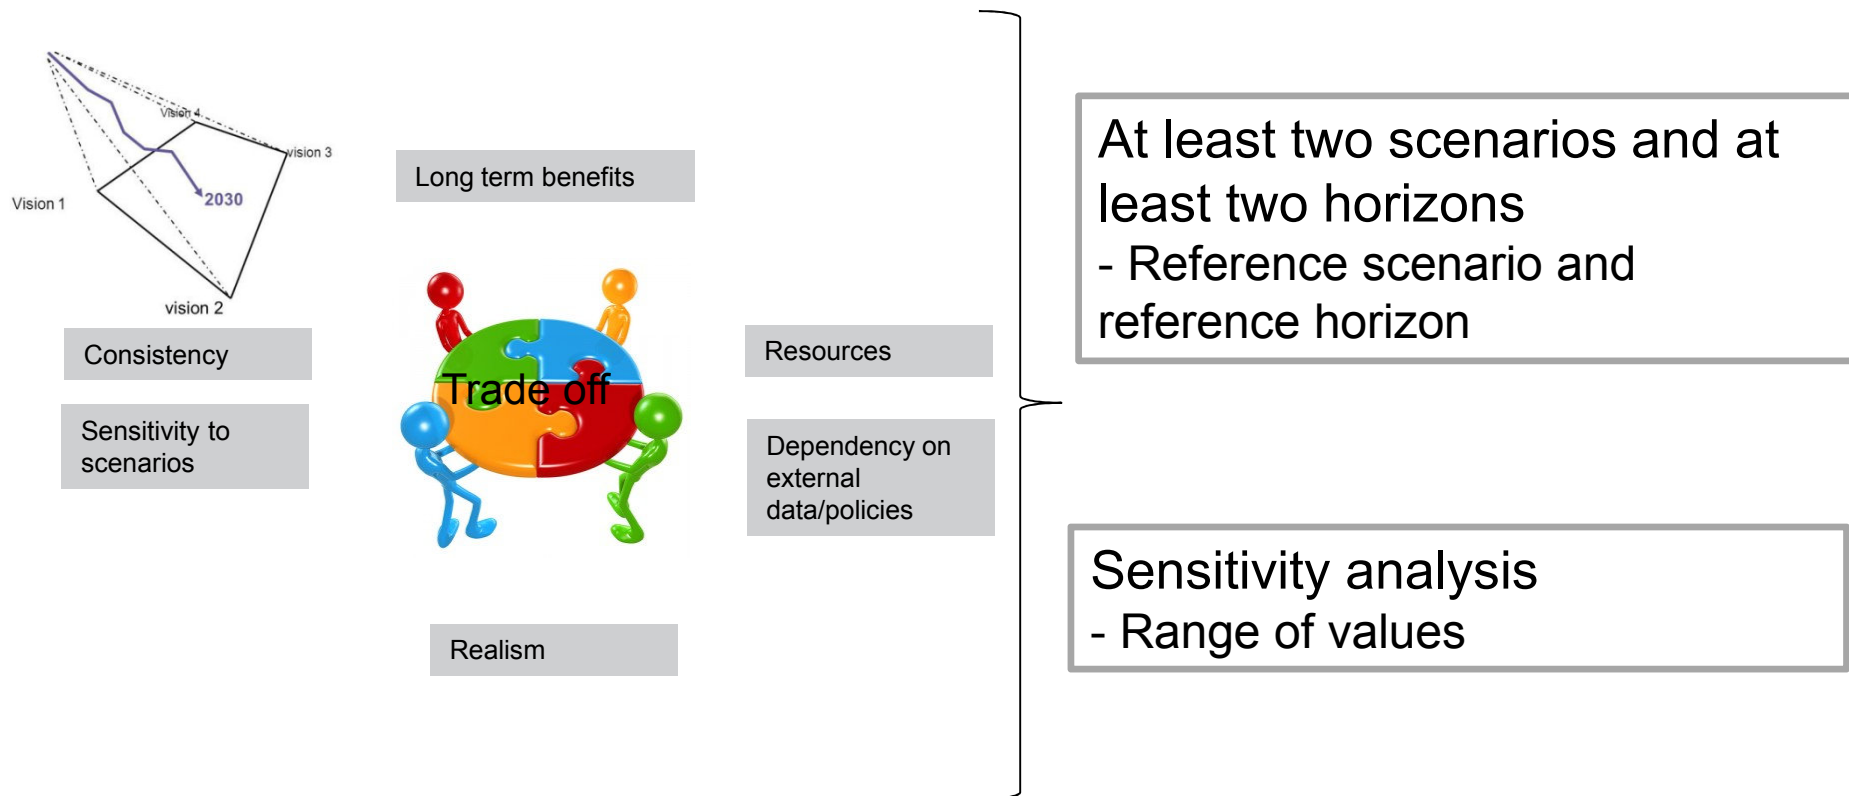 Vision 4
vision 3
Vision 1
2030
vision 2
Long term benefits
Consistency
Sensitivity to
scenarios
Trade off
Resources
Dependency on
external
data/policies
Realism
At least two scenarios and at
least two horizons
- Reference scenario and
reference horizon
Sensitivity analysis
- Range of values